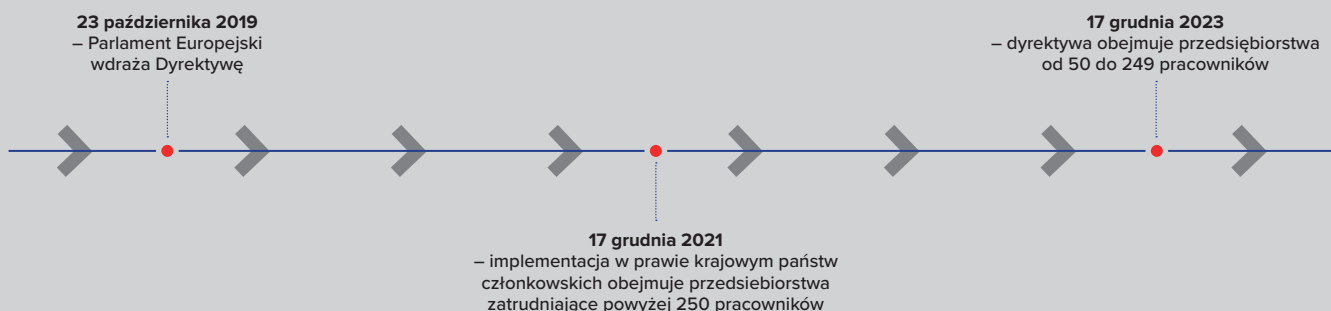 23 października 2019
– Parlament Europejski
wdraża Dyrektywę
17 grudnia 2021
– implementacja w prawie krajowym państw
członkowskich obejmuje przedsiebiorstwa
zatrudniające powyżej 250 pracowników
17 grudnia 2023
– dyrektywa obejmuje przedsiębiorstwa
od 50 do 249 pracowników